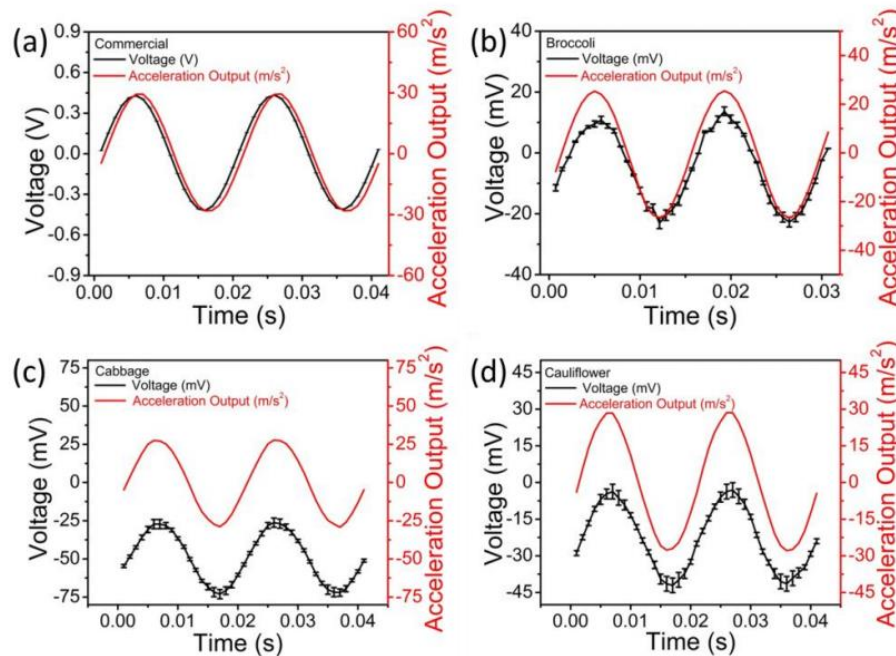 (a)
Commercial
Voltage (V)
Acceleration Output (m/s²)
0.9
0.6
0.3
0.0
-0.3
-0.6
-0.9
Voltage (V)
60
30
0
-30
-60
Acceleration Output (m/s²)
0.00 0.01 0.02 0.03 0.04
Time (s)
(b)
Broccoli
Voltage (mV)
Acceleration Output (m/s²)
40
20
0
-20
-40
Voltage (mV)
40
20
0
-20
-40
Acceleration Output (m/s²)
0.00 0.01 0.02 0.03
Time (s)
(c)
Cabbage
Voltage (mV)
Acceleration Output (m/s²)
75
50
25
0
-25
-50
-75
Voltage (mV)
75
50
25
0
-25
-50
-75
Acceleration Output (m/s²)
0.00 0.01 0.02 0.03 0.04
Time (s)
(d)
Cauliflower
Voltage (mV)
Acceleration Output (m/s²)
45
30
15
0
-15
-30
-45
Voltage (mV)
45
30
15
0
-15
-30
-45
Acceleration Output (m/s²)
0.00 0.01 0.02 0.03 0.04
Time (s)